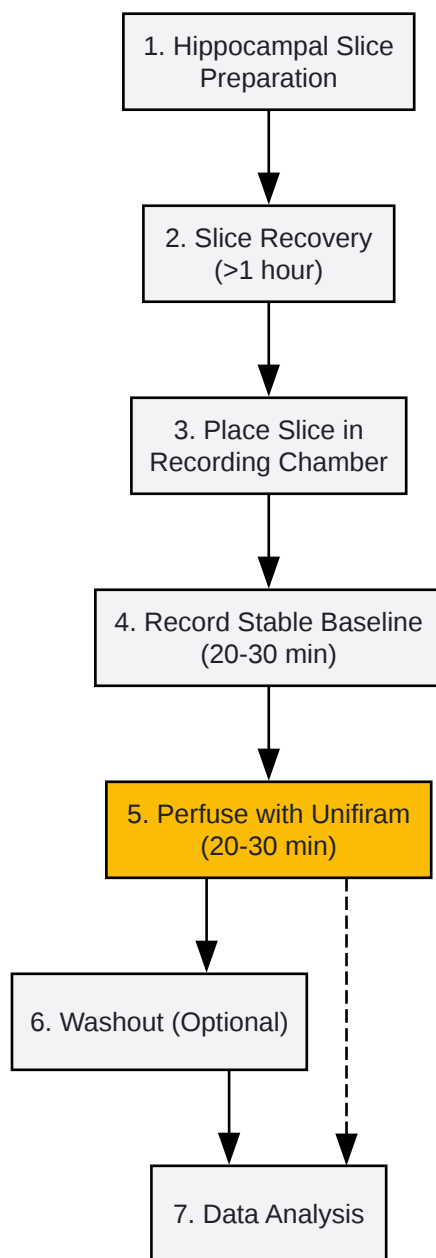 1. Hippocampal Slice
Preparation
2. Slice Recovery
(>1 hour)
3. Place Slice in
Recording Chamber
4. Record Stable Baseline
(20-30 min)
5. Perfuse with Unifiram
(20-30 min)
6. Washout (Optional)
7. Data Analysis